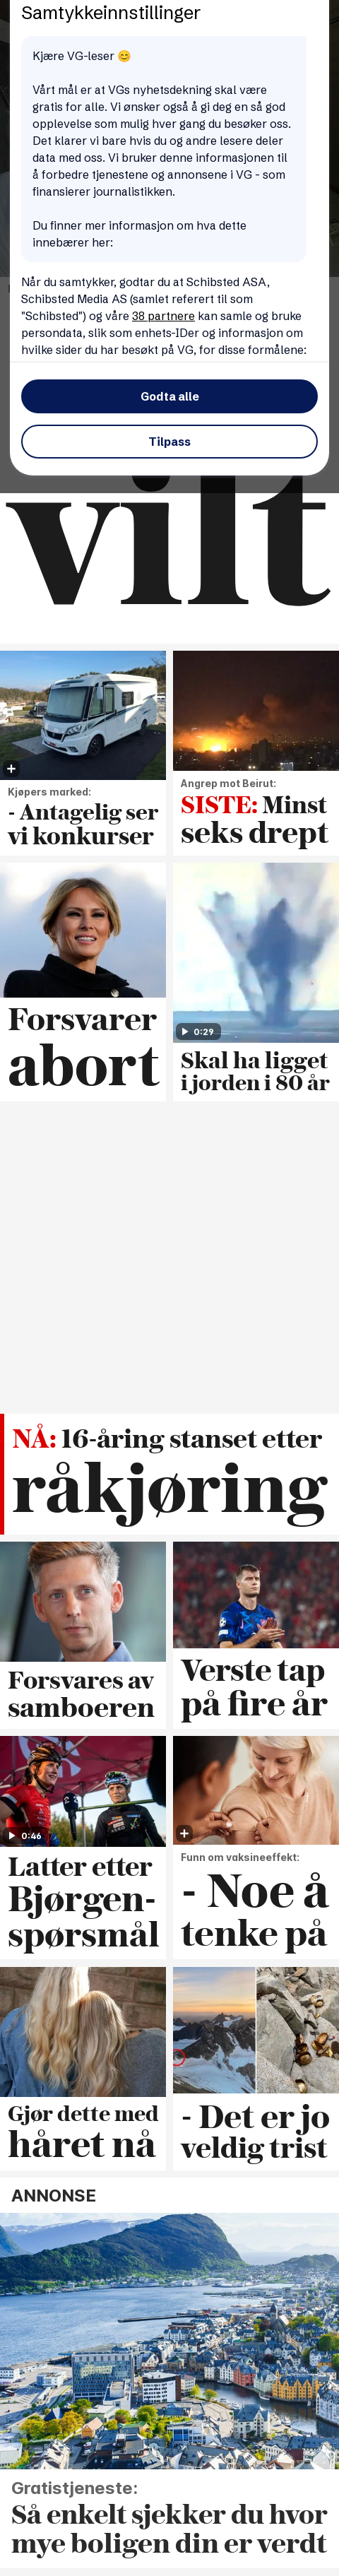 Samtykkeinnstillinger
Kjære VG-leser 😊
Vårt mål er at VGs nyhetsdekning skal være
gratis for alle. Vi ønsker også å gi deg en så god
opplevelse som mulig hver gang du besøker oss.
Det klarer vi bare hvis du og andre lesere deler
data med oss. Vi bruker denne informasjonen til
å forbedre tjenestene og annonsene i VG - som
finansierer journalistikken.
Du finner mer informasjon om hva dette
innebærer her:
Når du samtykker, godtar du at Schibsted ASA,
Schibsted Media AS (samlet referert til som
"Schibsted") og våre 38 partnere kan samle og bruke
persondata, slik som enhets-IDer og informasjon om
hvilke sider du har besøkt på VG, for disse formålene:
Godta alle
Tilpass
vilt
Kjøpers marked:
- Antagelig ser
vi konkurser
Angrep mot Beirut:
SISTE: Minst
seks drept
Forsvarer
abort
0:29
Skal ha ligget
i jorden i 80 år
NÅ: 16-åring stanset etter
råkjøring
Forsvares av
samboeren
Verste tap
på fire år
0:46
Latter etter
Bjørgen-
spørsmål
Funn om vaksineeffekt:
- Noe å
tenke på
Gjør dette med
håret nå
- Det er jo
veldig trist
ANNONSE
Gratistjeneste:
Så enkelt sjekker du hvor
mye boligen din er verdt